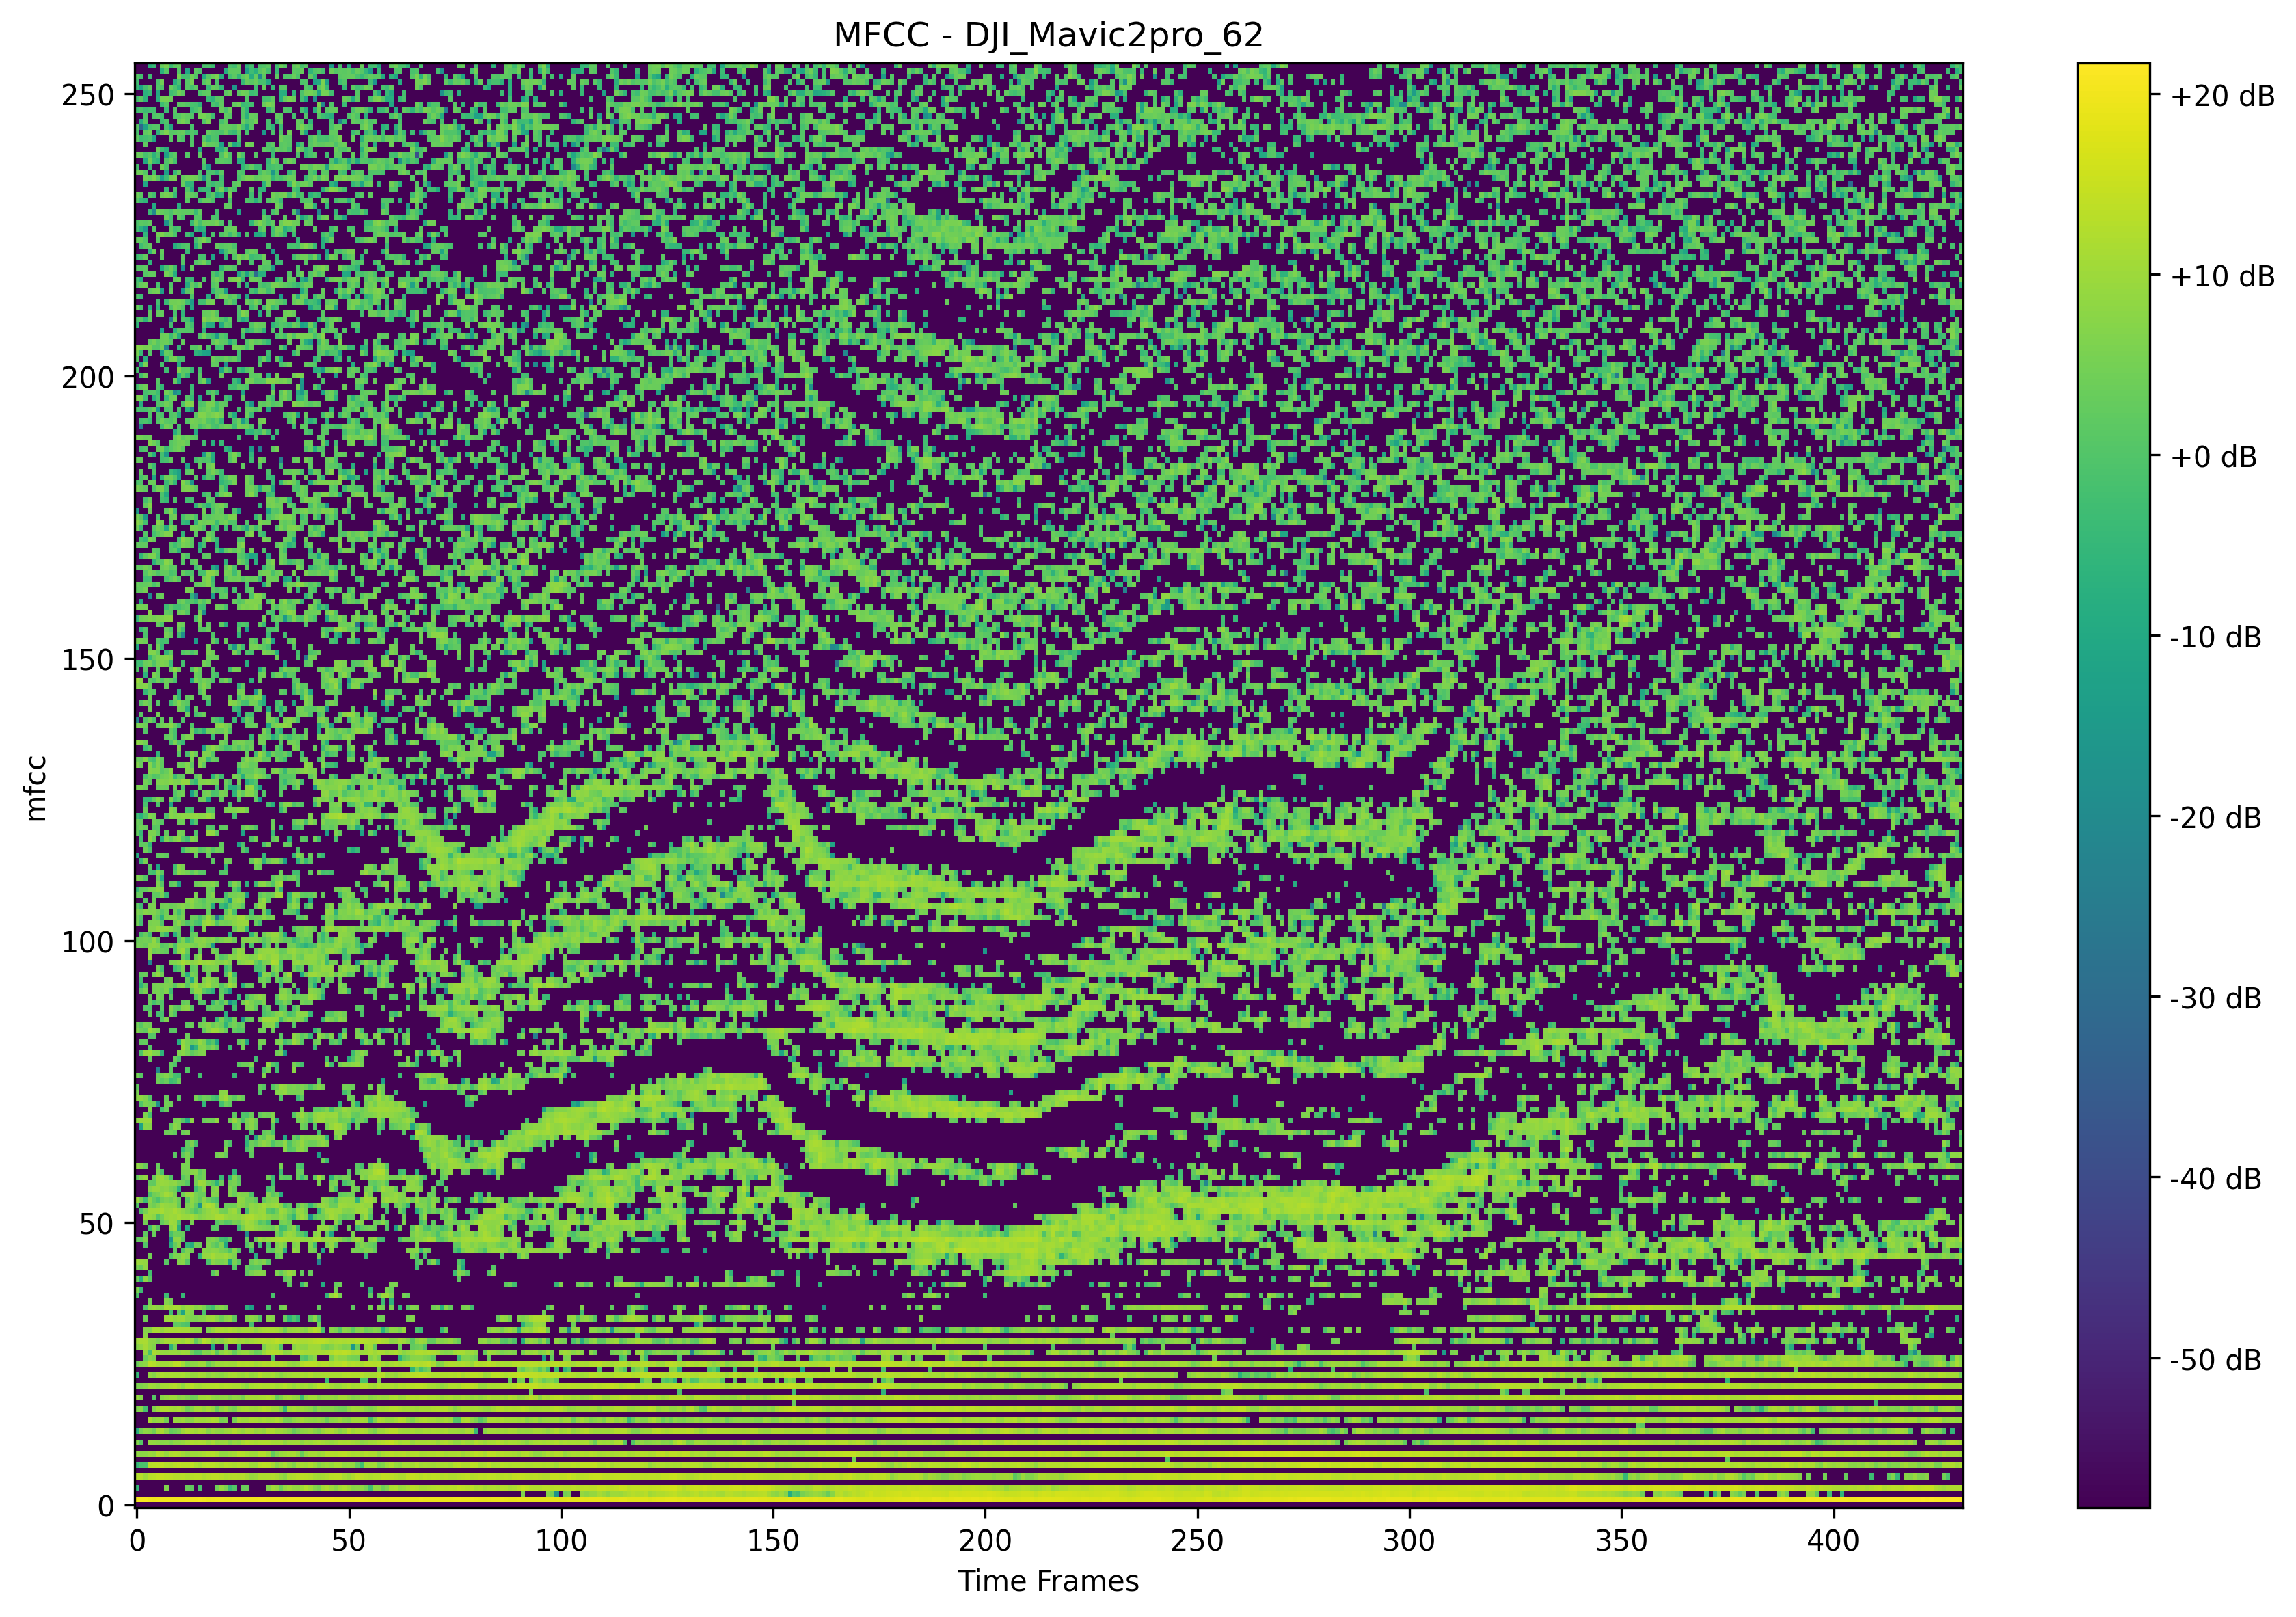 MFCC - DJI_Mavic2pro_62
250
200
150
100
50
0
mfcc
0 50 100 150 200 250 300 350 400
Time Frames
+20 dB
+10 dB
+0 dB
-10 dB
-20 dB
-30 dB
-40 dB
-50 dB